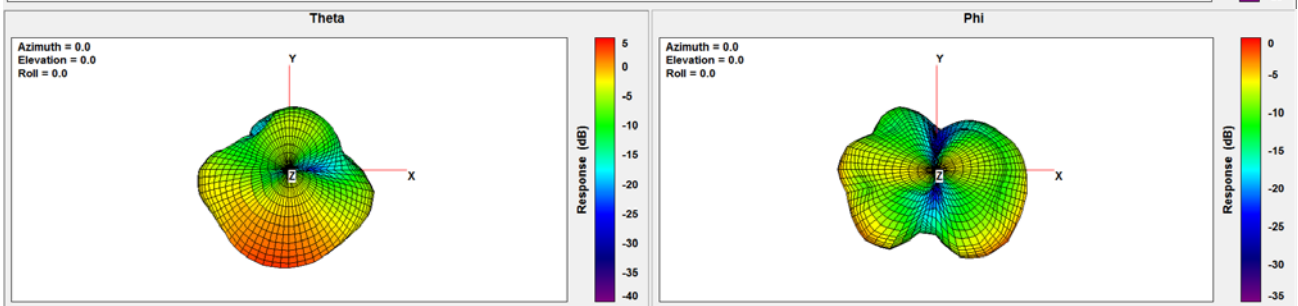 Theta
Azimuth = 0.0
Elevation = 0.0
Roll = 0.0
Y
X
Z
5
0
-5
-10
-15
-20
-25
-30
-35
-40
Response (dB)
Phi
Azimuth = 0.0
Elevation = 0.0
Roll = 0.0
Y
X
Z
0
-5
-10
-15
-20
-25
-30
-35
Response (dB)